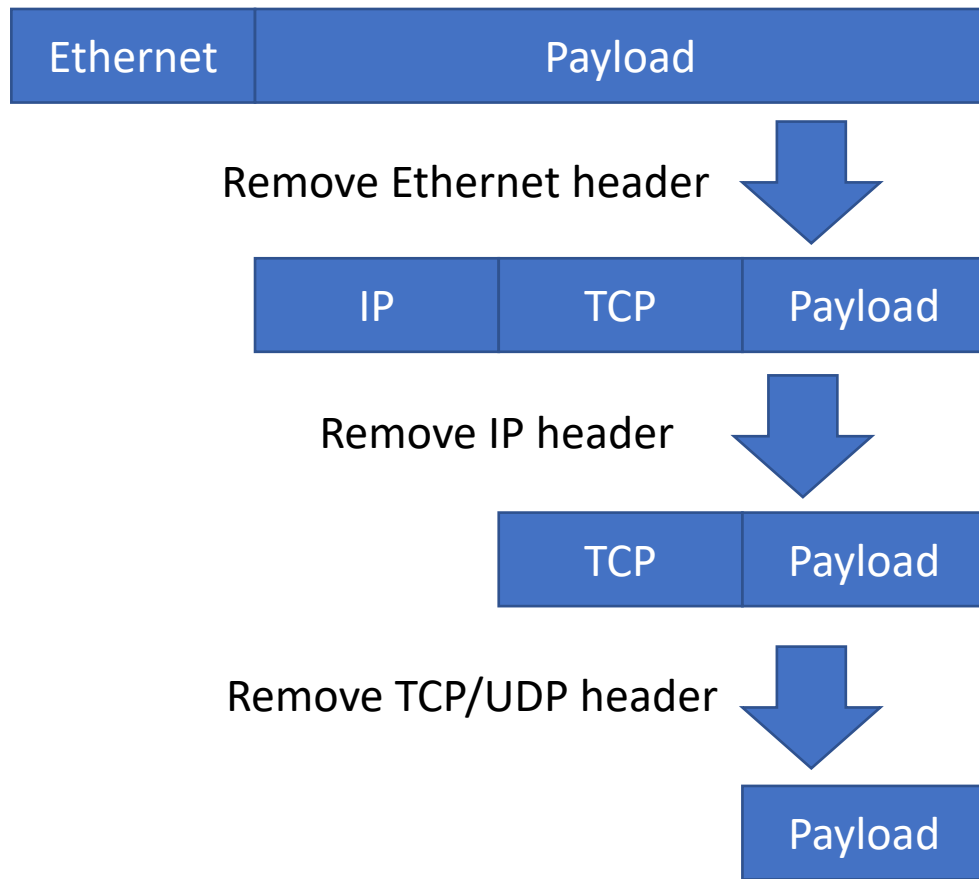 Ethernet Payload
Remove Ethernet header
IP TCP Payload
Remove IP header
TCP Payload
Remove TCP/UDP header
Payload